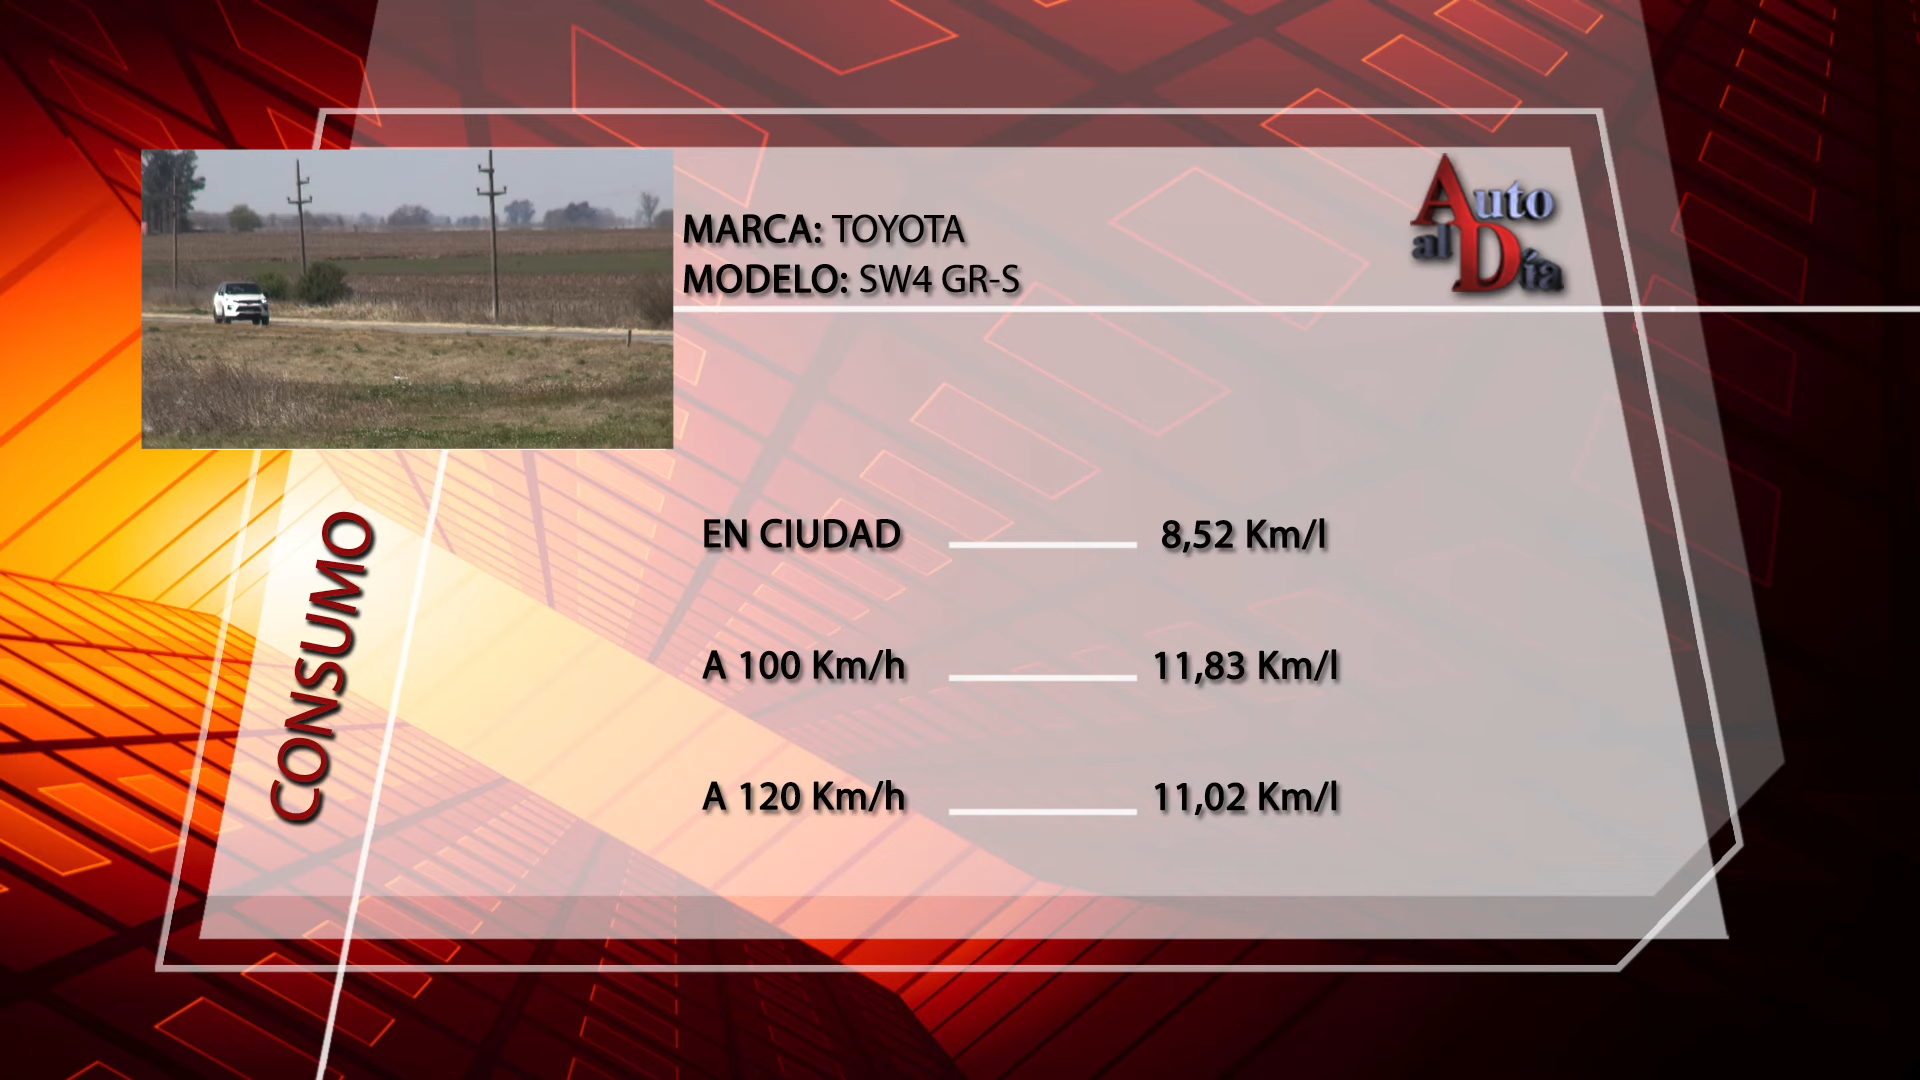 MARCA: TOYOTA
MODELO: SW4 GR-S
Auto
al Día
CONSUMO
EN CIUDAD 8,52 Km/l
A 100 Km/h 11,83 Km/l
A 120 Km/h 11,02 Km/l